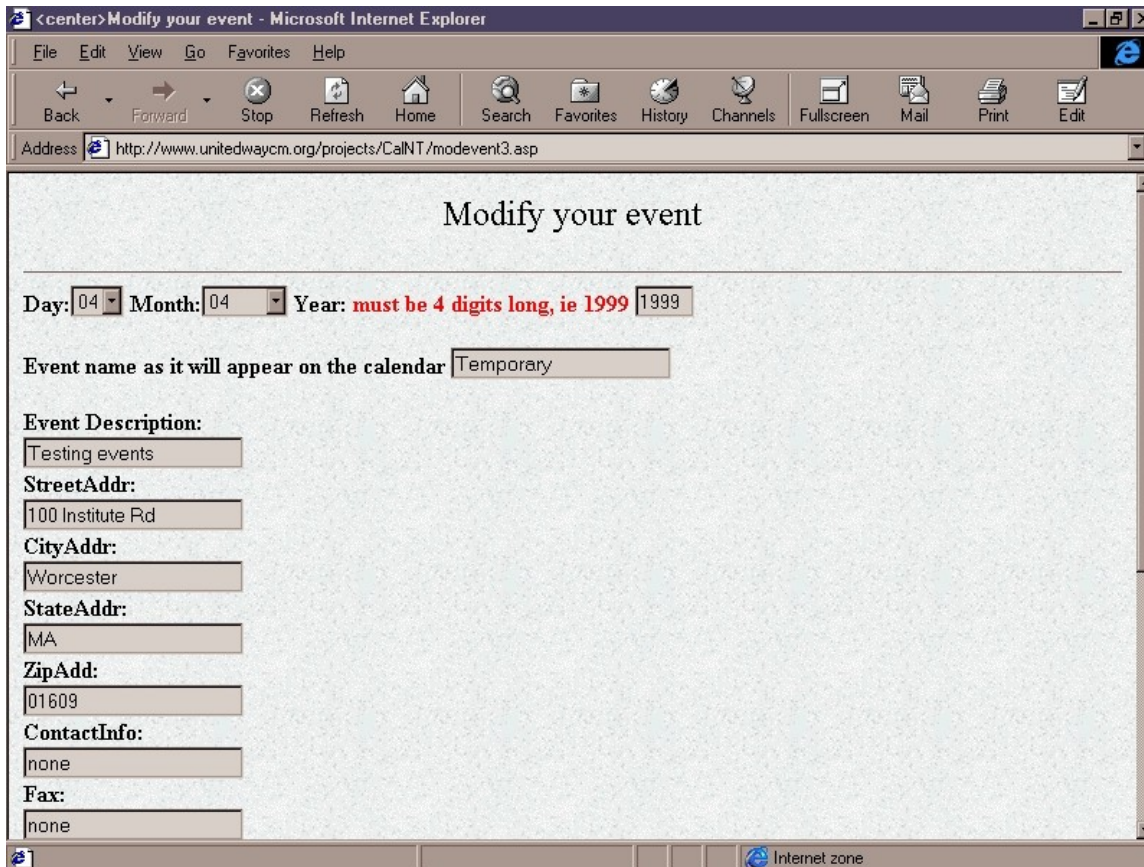 <center>Modify your event - Microsoft Internet Explorer
File Edit View Go Favorites Help
Back Forward Stop Refresh Home Search Favorites History Channels Fullscreen Mail Print Edit
Address http://www.unitedwaycm.org/projects/CalNT/modevent3.asp
Modify your event
Day: 04 Month: 04 Year: must be 4 digits long, ie 1999 1999
Event name as it will appear on the calendar Temporary
Event Description:
Testing events
StreetAddr:
100 Institute Rd
CityAddr:
Worcester
StateAddr:
MA
ZipAdd:
01609
ContactInfo:
none
Fax:
none
Internet zone